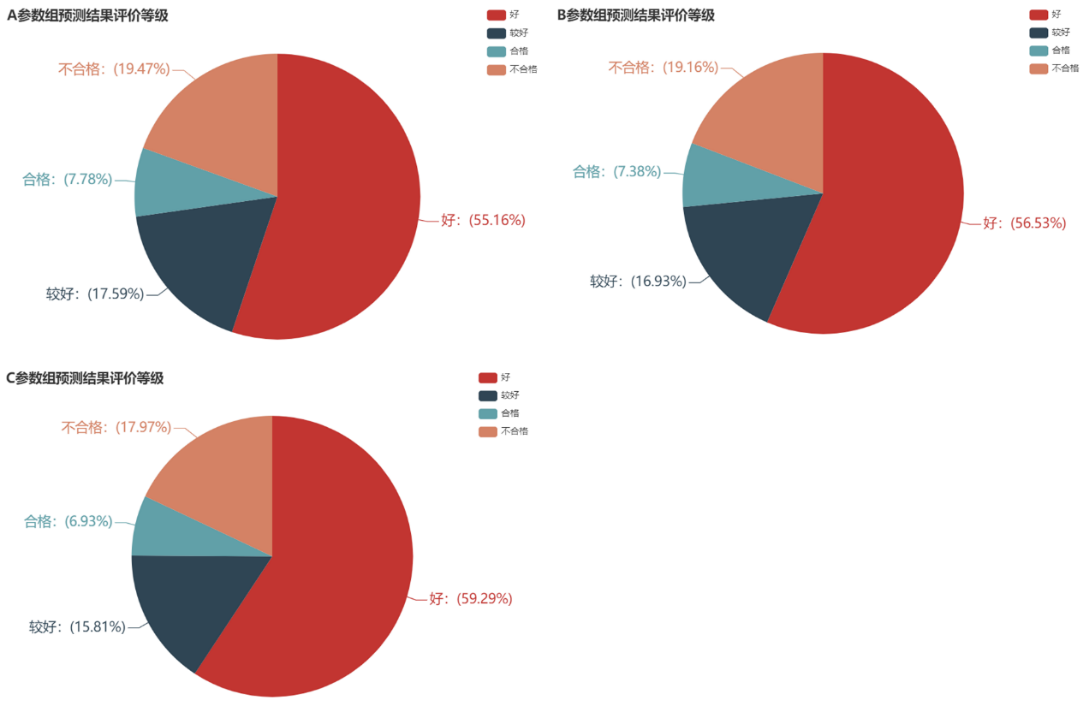 A参数组预测结果评价等级
好
较好
合格
不合格
不合格：(19.47%)
合格：(7.78%)
好：(55.16%)
较好：(17.59%)
B参数组预测结果评价等级
好
较好
合格
不合格
不合格：(19.16%)
合格：(7.38%)
好：(56.53%)
较好：(16.93%)
C参数组预测结果评价等级
好
较好
合格
不合格
不合格：(17.97%)
合格：(6.93%)
好：(59.29%)
较好：(15.81%)